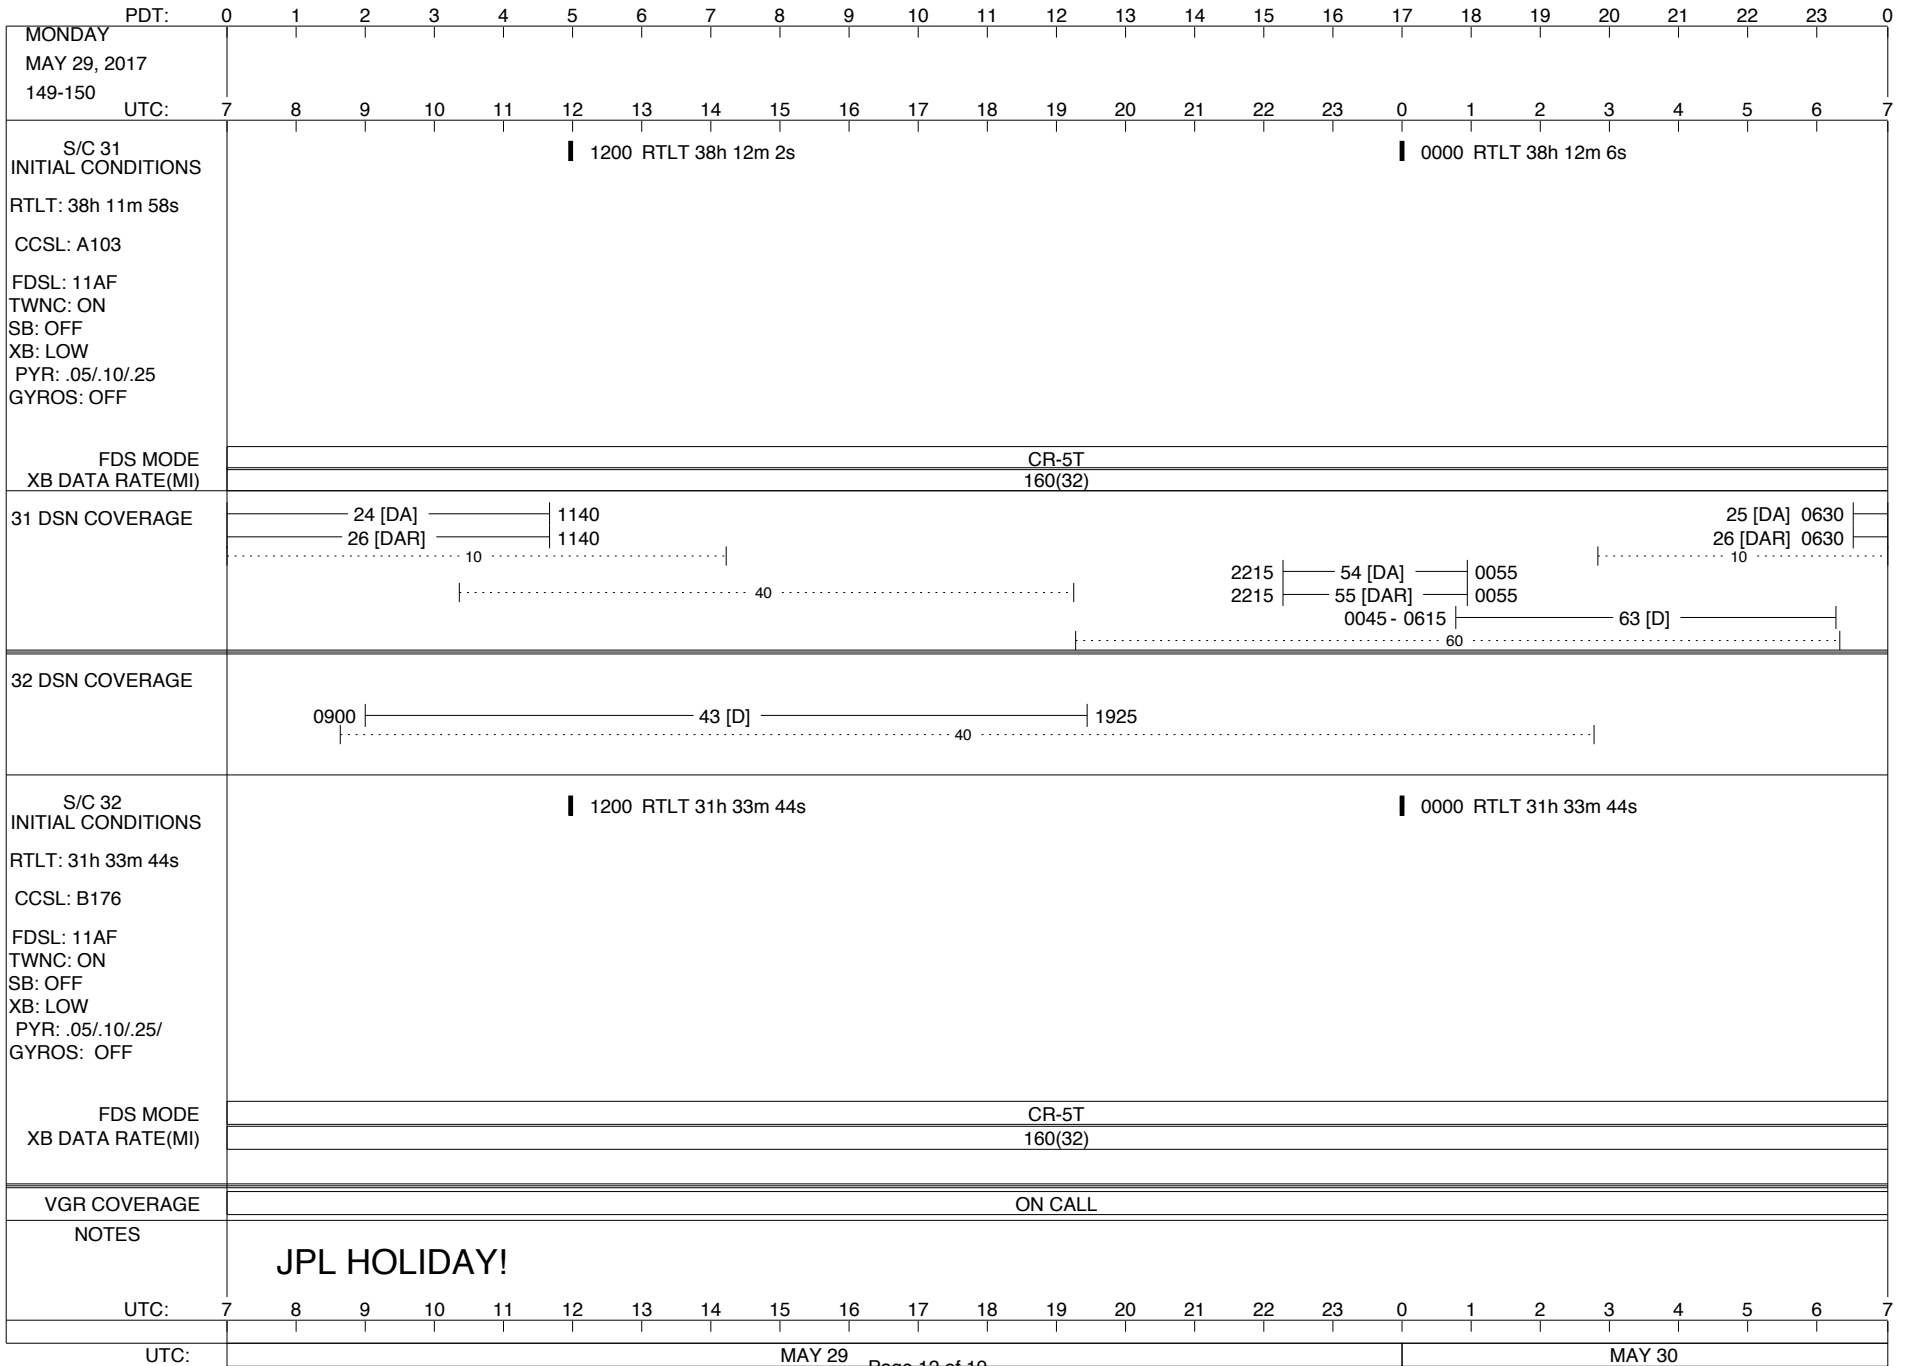 PDT: 0 1 2 3 4 5 6 7 8 9 10 11 12 13 14 15 16 17 18 19 20 21 22 23 0
MONDAY
MAY 29, 2017
149-150
UTC: 7 8 9 10 11 12 13 14 15 16 17 18 19 20 21 22 23 0 1 2 3 4 5 6 7
S/C 31
INITIAL CONDITIONS
1200 RTLT 38h 12m 2s
0000 RTLT 38h 12m 6s
RTLT: 38h 11m 58s
CCSL: A103
FDSL: 11AF
TWNC: ON
SB: OFF
XB: LOW
PYR: .05/.10/.25
GYROS: OFF
FDS MODE CR-5T
XB DATA RATE(MI) 160(32)
31 DSN COVERAGE
24 [DA] 1140
25 [DA] 0630
26 [DAR] 1140
26 [DAR] 0630
10
10
2215 54 [DA] 0055
40
2215 55 [DAR] 0055
0045 - 0615 63 [D]
60
32 DSN COVERAGE
0900 43 [D] 1925
40
S/C 32
INITIAL CONDITIONS
1200 RTLT 31h 33m 44s
0000 RTLT 31h 33m 44s
RTLT: 31h 33m 44s
CCSL: B176
FDSL: 11AF
TWNC: ON
SB: OFF
XB: LOW
PYR: .05/.10/.25/
GYROS: OFF
FDS MODE CR-5T
XB DATA RATE(MI) 160(32)
VGR COVERAGE ON CALL
NOTES
JPL HOLIDAY!
UTC: 7 8 9 10 11 12 13 14 15 16 17 18 19 20 21 22 23 0 1 2 3 4 5 6 7
UTC: MAY 29 MAY 30